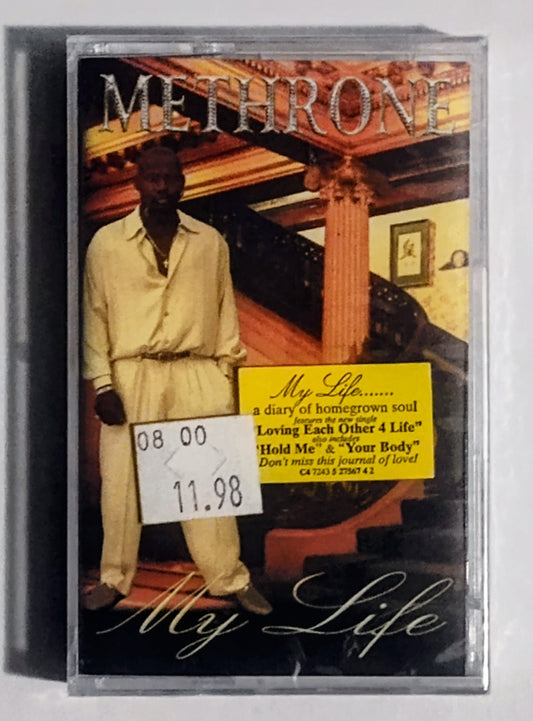 METHRONE
My Life.......
a diary of homegrown soul
features the new single
"Loving Each Other 4 Life"
also includes
"Hold Me" & "Your Body"
Don't miss this journal of love!
C4 7243 5 27567 4 2
08 00
11.98
My Life